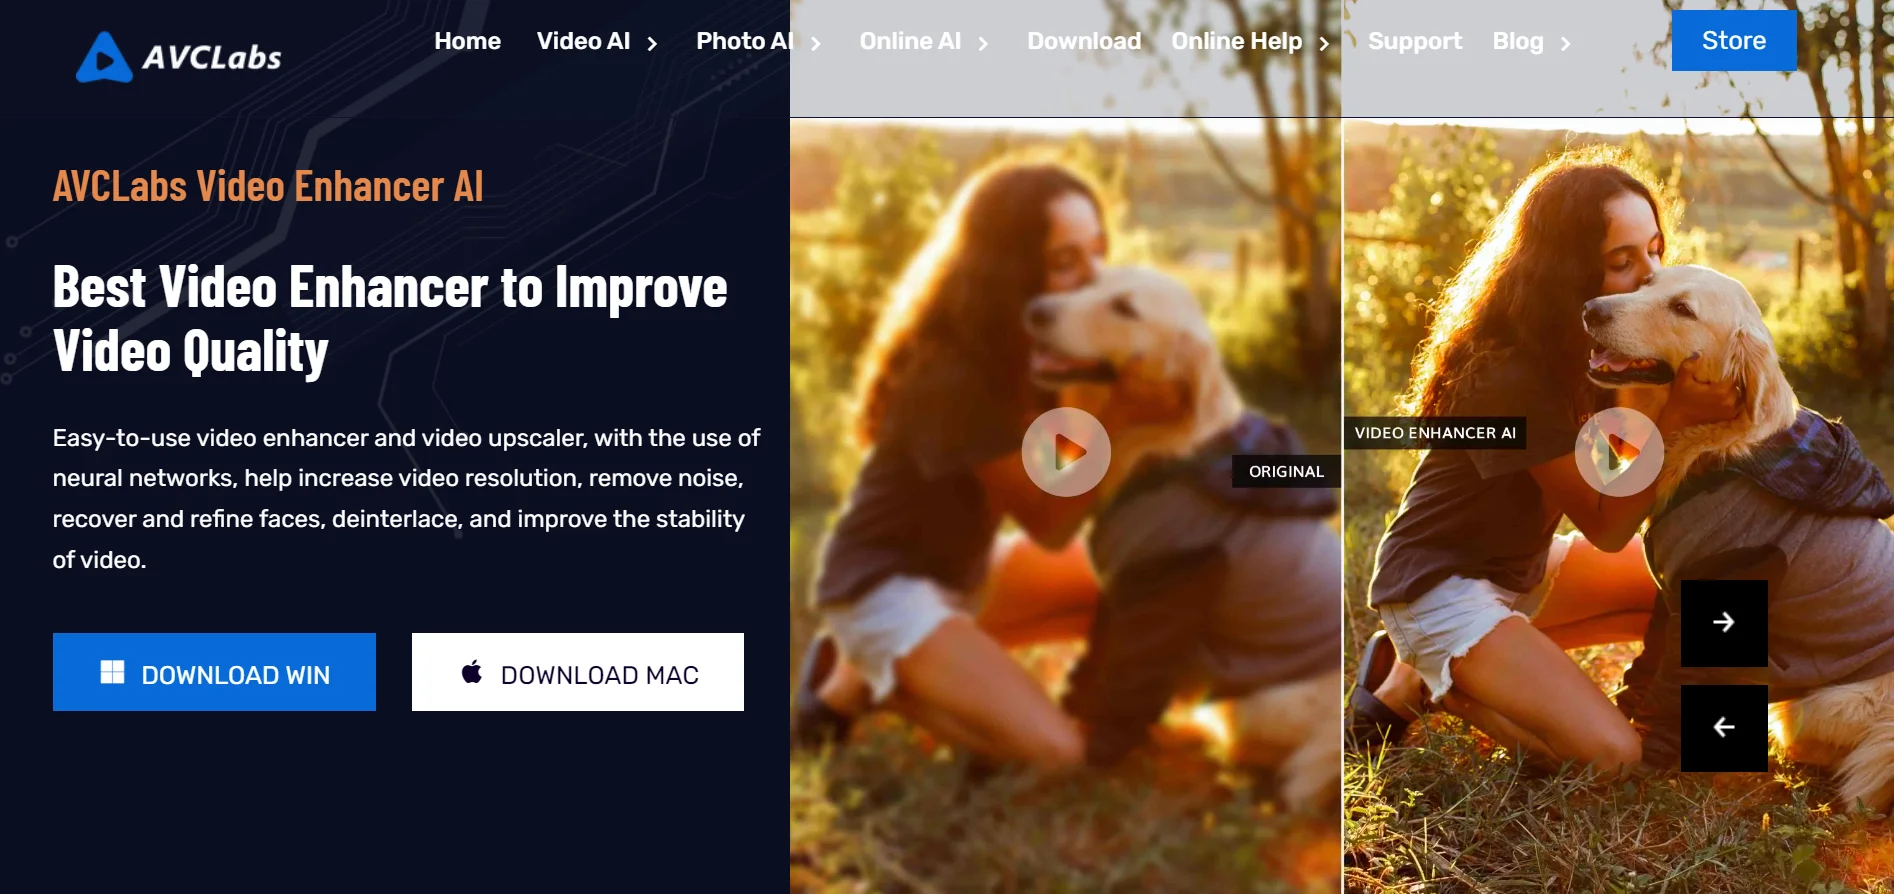 AVCLabs
Home
Video AI
Photo AI
Online AI
Download
Online Help
Support
Blog
Store
AVCLabs Video Enhancer AI
Best Video Enhancer to Improve
Video Quality
Easy-to-use video enhancer and video upscaler, with the use of
neural networks, help increase video resolution, remove noise,
recover and refine faces, deinterlace, and improve the stability
of video.
DOWNLOAD WIN
DOWNLOAD MAC
ORIGINAL
VIDEO ENHANCER AI